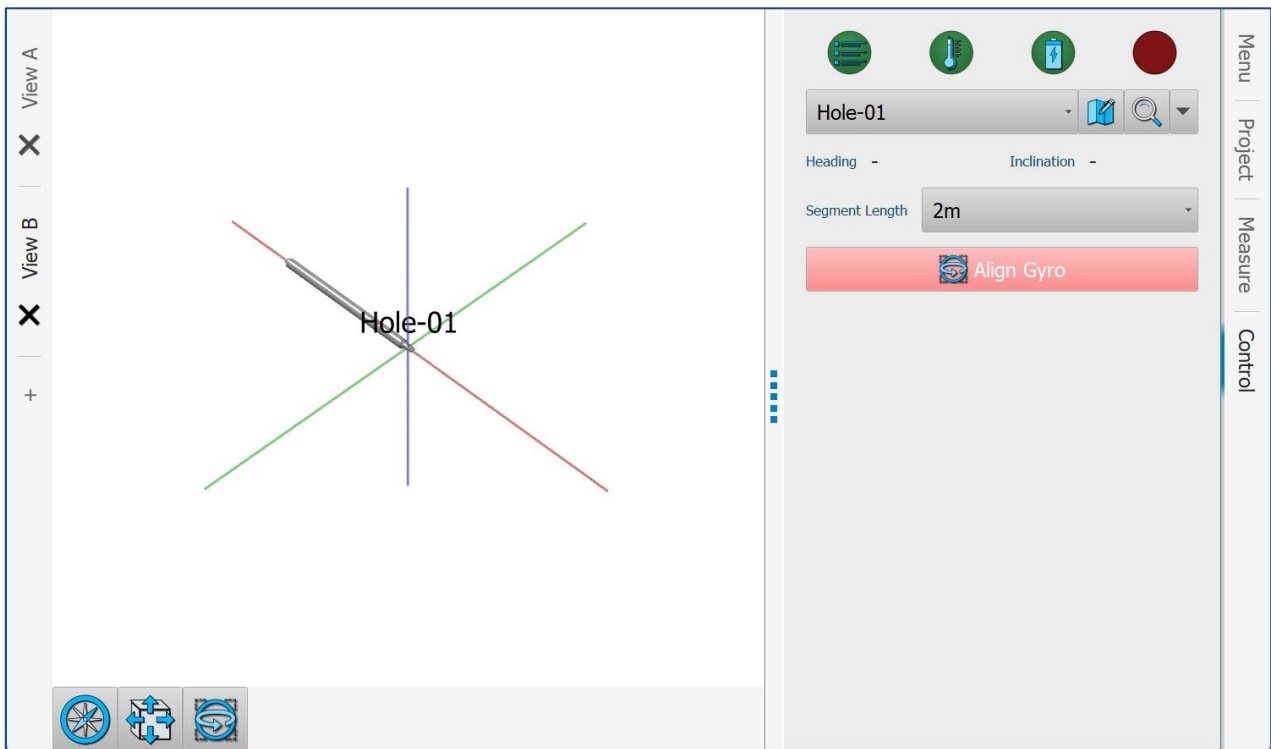 View A
View B
+
Hole-01
Hole-01
Heading -
Inclination -
Segment Length
2m
Align Gyro
Menu
Project
Measure
Control